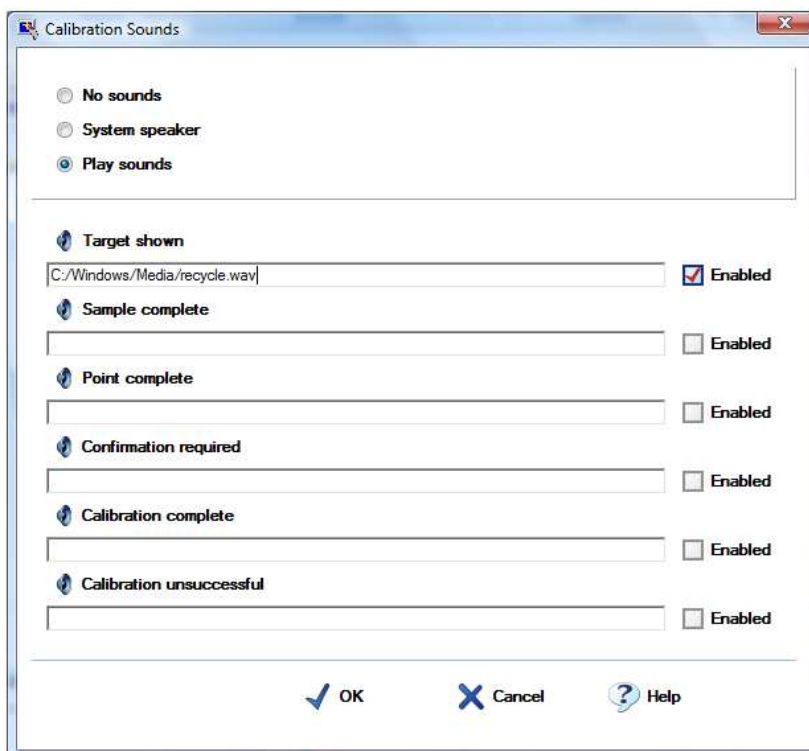 Calibration Sounds
No sounds
System speaker
Play sounds
Target shown
C:/Windows/Media/recycle.wav Enabled
Sample complete
Enabled
Point complete
Enabled
Confirmation required
Enabled
Calibration complete
Enabled
Calibration unsuccessful
Enabled
OK Cancel Help